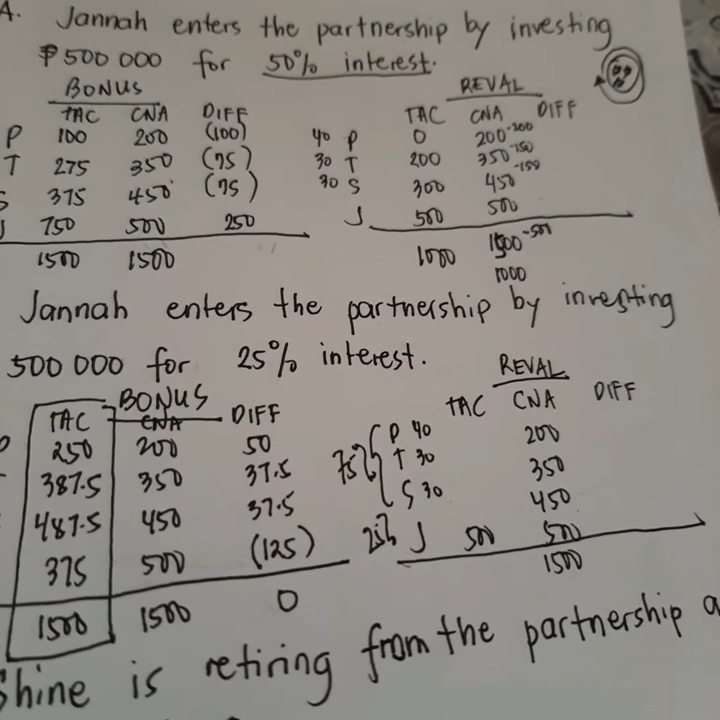 A. Jannah enters the partnership by investing
₱500 000 for 50% interest.
BONUS
TAC CNA DIFF
P 100 200 (100)
T 275 350 (75)
S 375 450 (75)
J 750 500 250
1500 1500
REVAL
TAC CNA DIFF
40 P 0 200 -200
30 T 200 350 -150
30 S 300 450 -150
J 500 500
1000 1500 -500
1000
Jannah enters the partnership by investing
500 000 for 25% interest.
BONUS
TAC CNA DIFF
250 200 50
387.5 350 37.5
487.5 450 37.5
375 500 (125)
1500 1500 0
REVAL
TAC CNA DIFF
75% P 40 200
T 30 350
S 30 450
25% J 500 500
1500
Shine is retiring from the partnership a